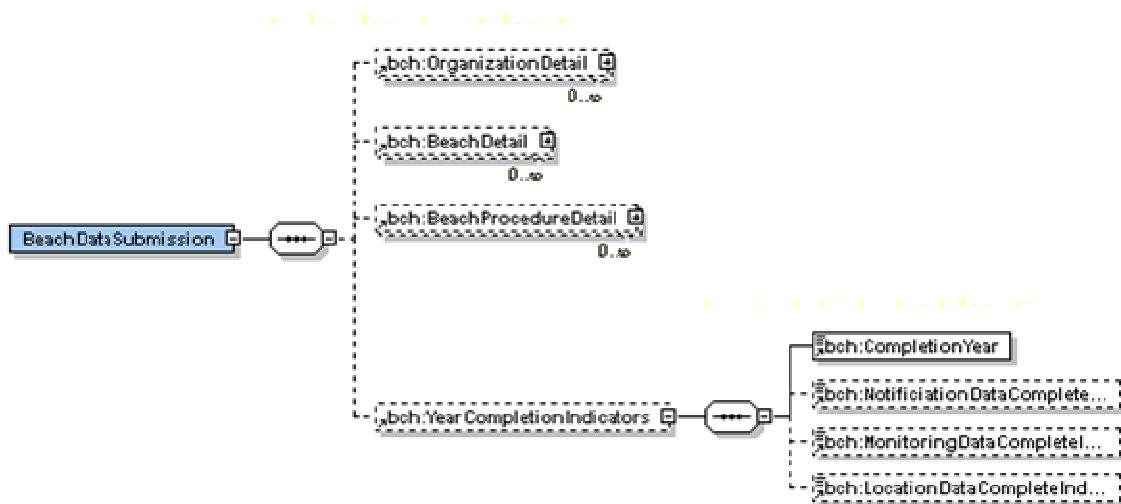 bch:OrganizationDetail
0..∞
bch:BeachDetail
0..∞
bch:BeachProcedureDetail
0..∞
BeachDataSubmission
bch:CompletionYear
bch:NotificiationDataComplete...
bch:YearCompletionIndicators
bch:MonitoringDataCompleteI...
bch:LocationDataCompleteInd...